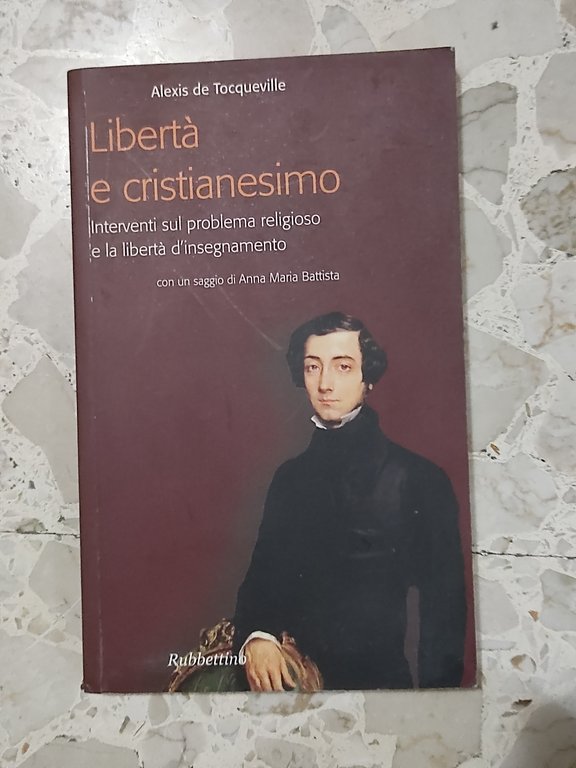 Alexis de Tocqueville
Libertà
e cristianesimo
Interventi sul problema religioso
e la libertà d'insegnamento
con un saggio di Anna Maria Battista
Rubbettino